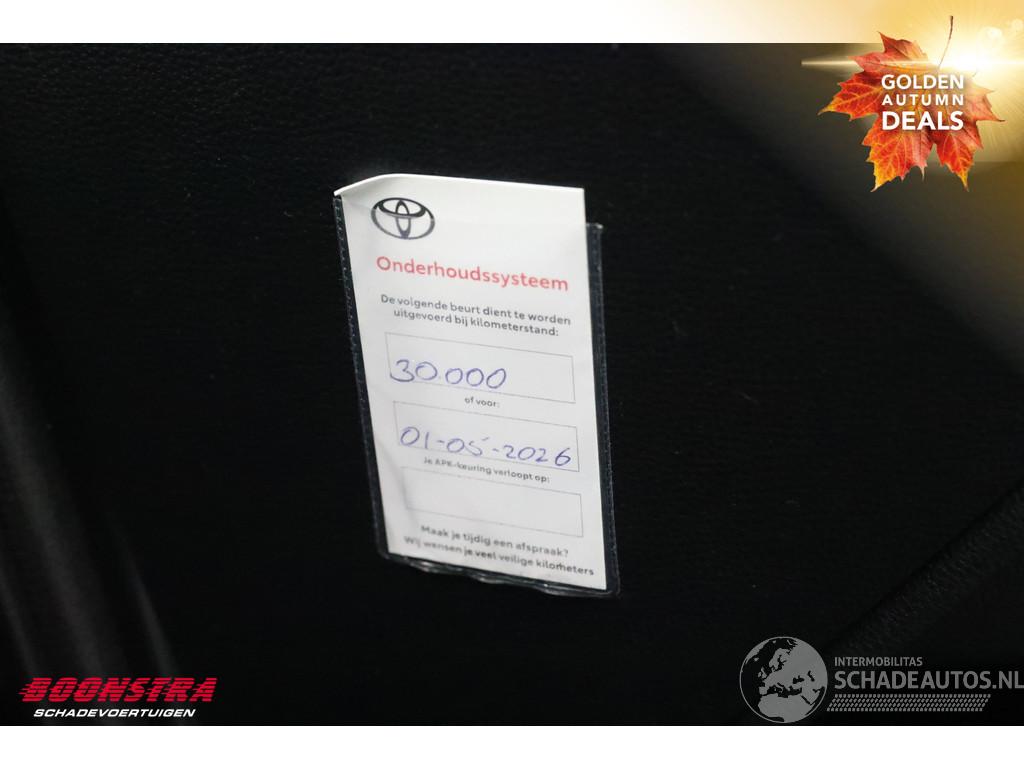 GOLDEN
AUTUMN
DEALS
Onderhoudssysteem
De volgende beurt dient te worden
uitgevoerd bij kilometerstand:
30.000
of voor:
01-05-2026
Je APK-keuring verloopt op:
Maak je tijdig een afspraak?
Wij wensen je veel veilige kilometers
BOONSTRA
SCHADEVOERTUIGEN
INTERMOBILITAS
SCHADEAUTOS.NL